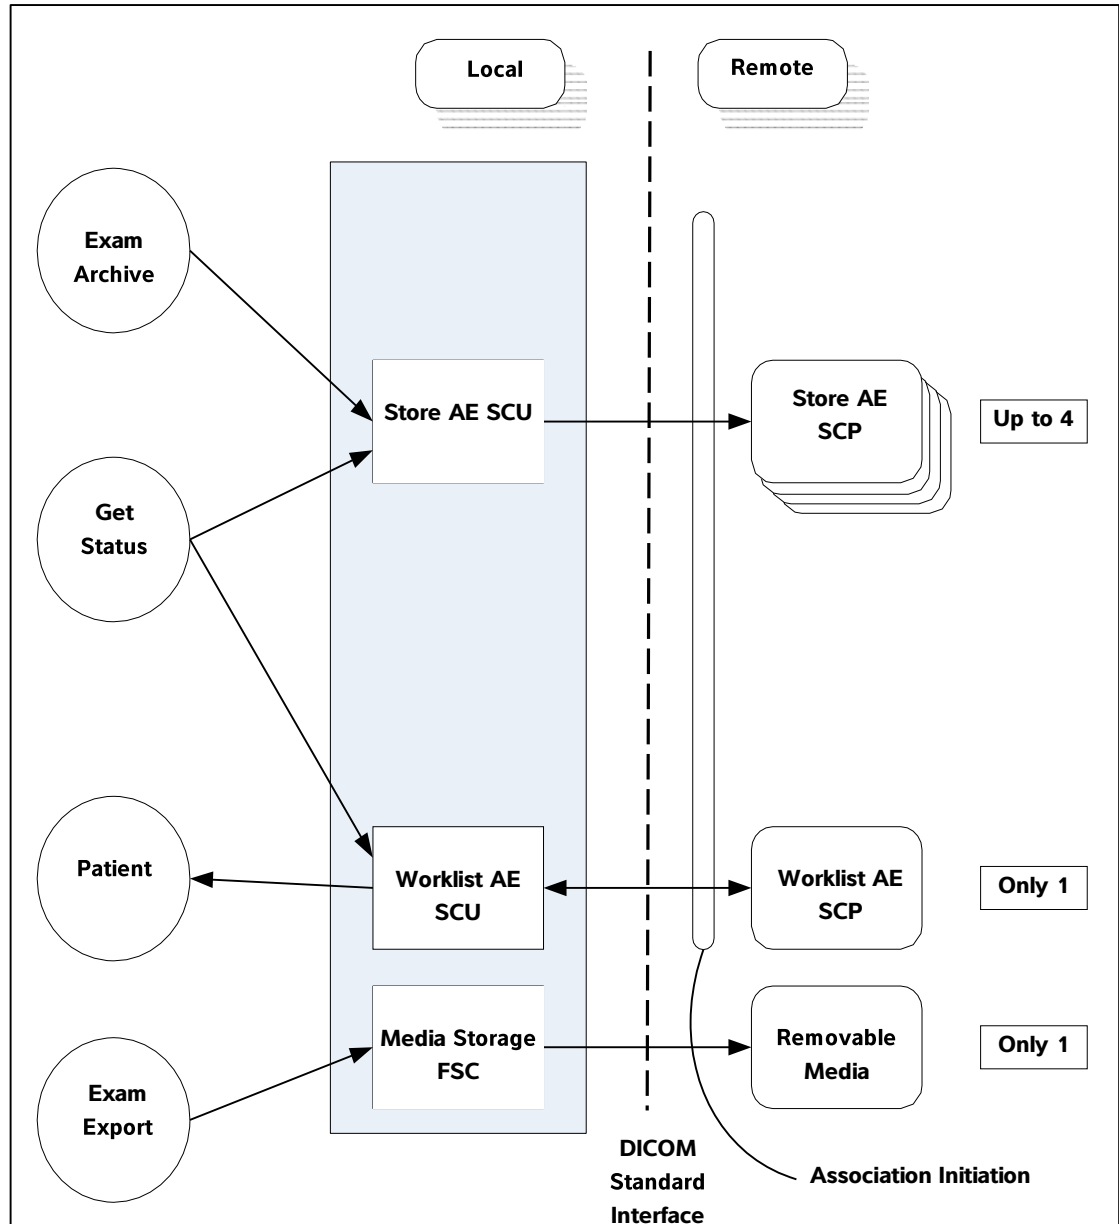 Local
Remote
Exam
Archive
Store AE SCU
Store AE
SCP
Up to 4
Get
Status
Patient
Worklist AE
SCU
Worklist AE
SCP
Only 1
Media Storage
FSC
Removable
Media
Only 1
Exam
Export
DICOM
Standard
Interface
Association Initiation